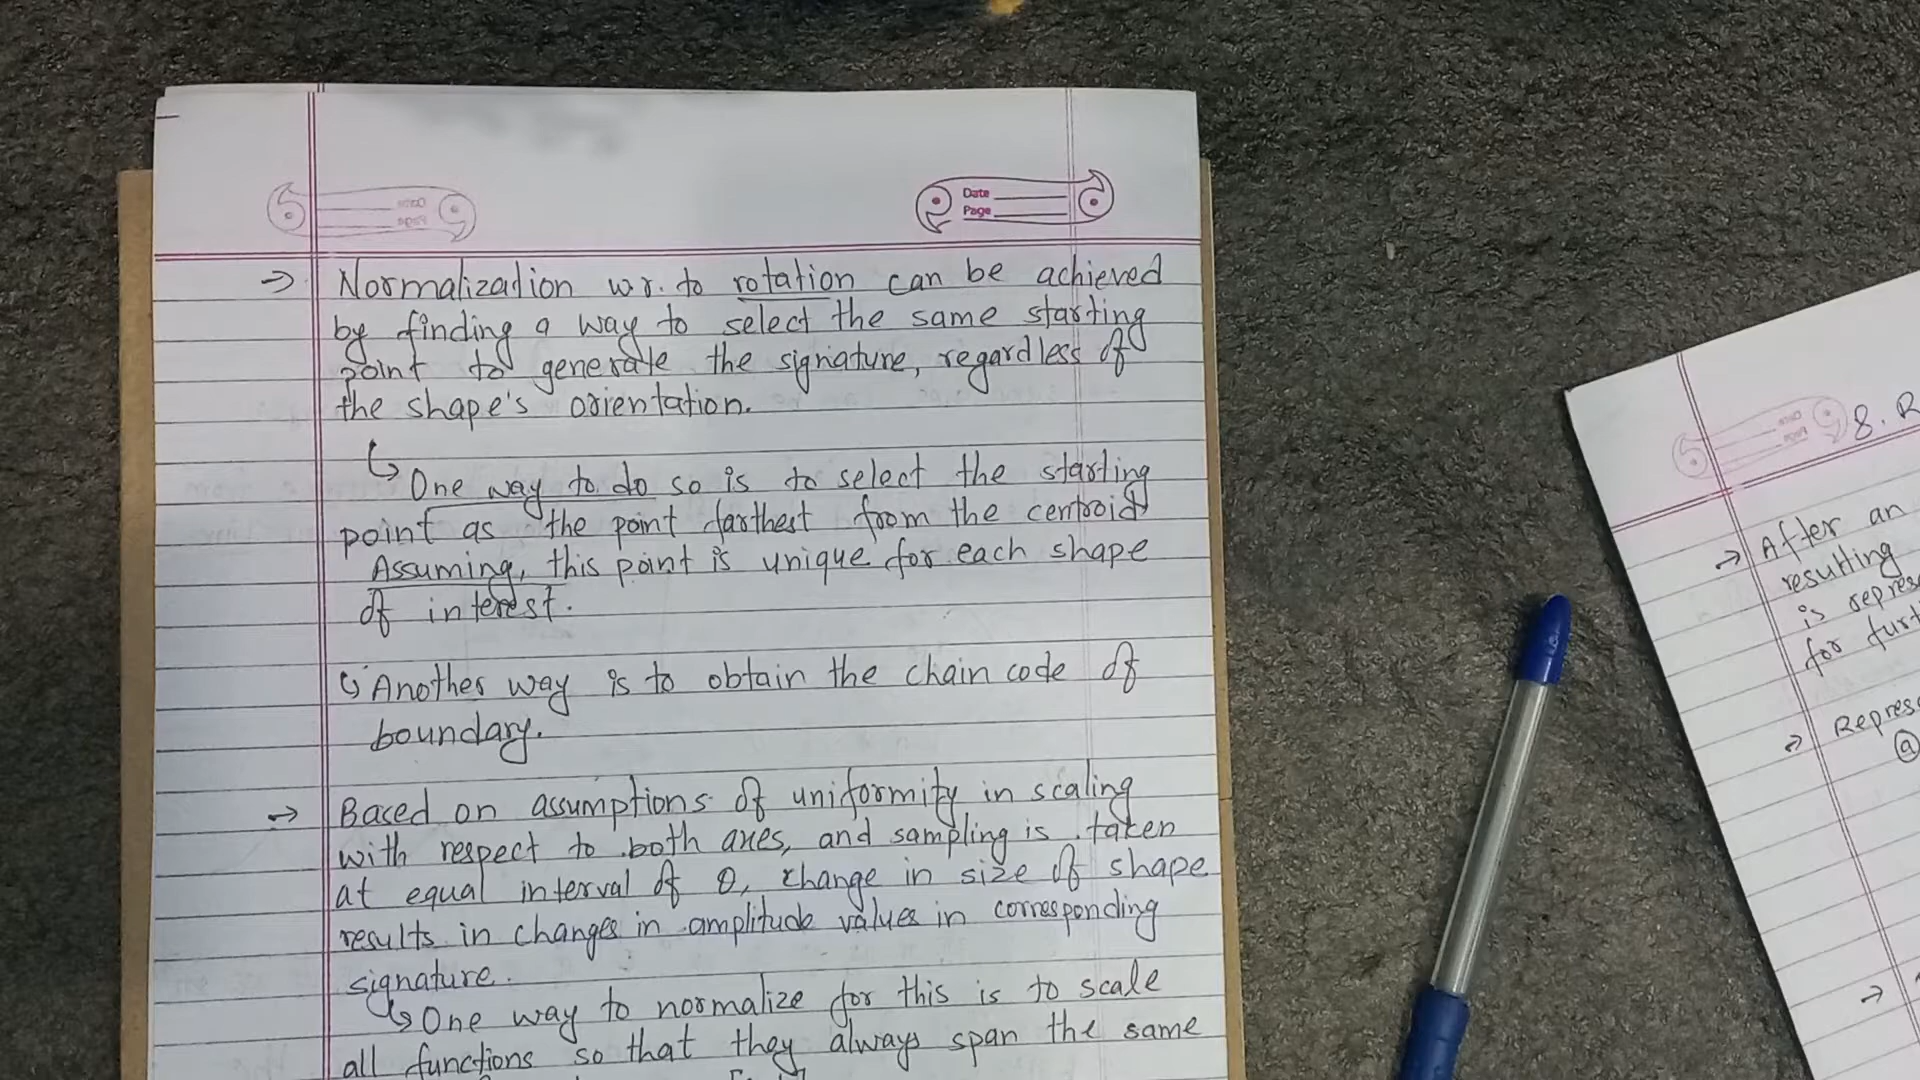 Date
Page
→ Normalization w.r. to rotation can be achieved
by finding a way to select the same starting
point to generate the signature, regardless of
the shape's orientation.
↳ One way to do so is to select the starting
point as the point farthest from the centroid
Assuming, this point is unique for each shape
of interest.
↳ Another way is to obtain the chain code of
boundary.
→ Based on assumptions of uniformity in scaling
with respect to both axes, and sampling is taken
at equal interval of θ, change in size of shape
results in changes in amplitude values in corresponding
signature.
↳ One way to normalize for this is to scale
all functions so that they always span the same
8. R
→ After an
resulting
is repres
for furt
→ Repres
ⓐ
→